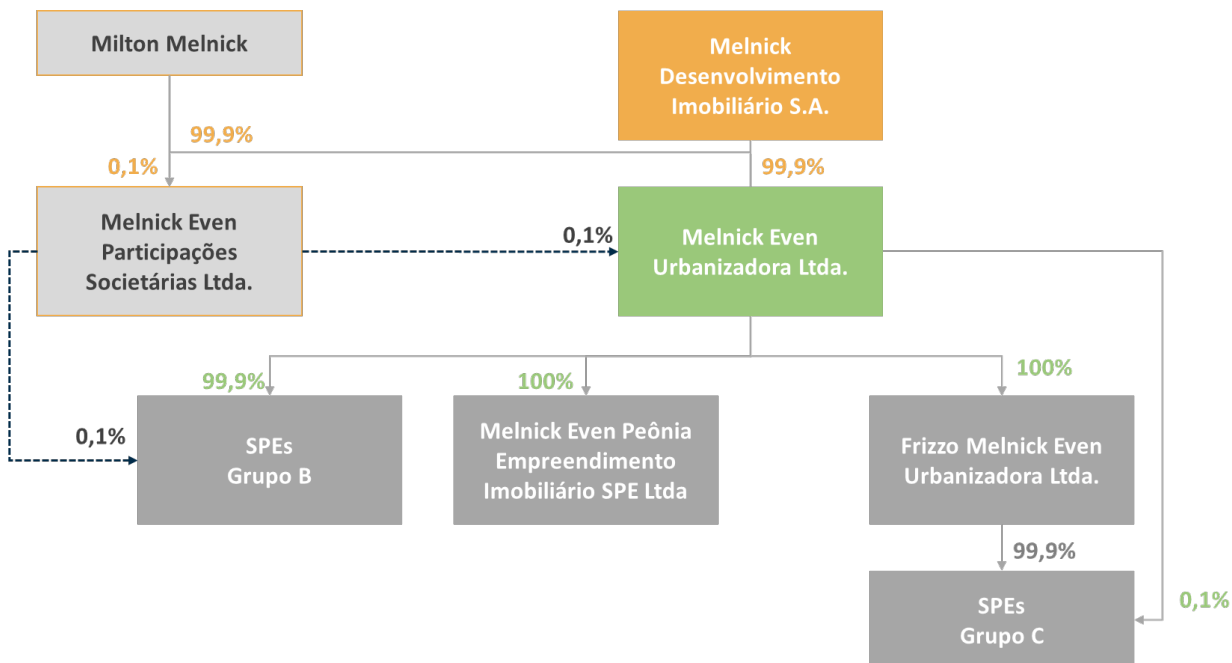 Milton Melnick
Melnick
Desenvolvimento
Imobiliário S.A.
99,9%
0,1%
99,9%
Melnick Even
Participações
Societárias Ltda.
0,1%
Melnick Even
Urbanizadora Ltda.
99,9%
100%
100%
0,1%
SPEs
Grupo B
Melnick Even Peônia
Empreendimento
Imobiliário SPE Ltda
Frizzo Melnick Even
Urbanizadora Ltda.
99,9%
SPEs
Grupo C
0,1%